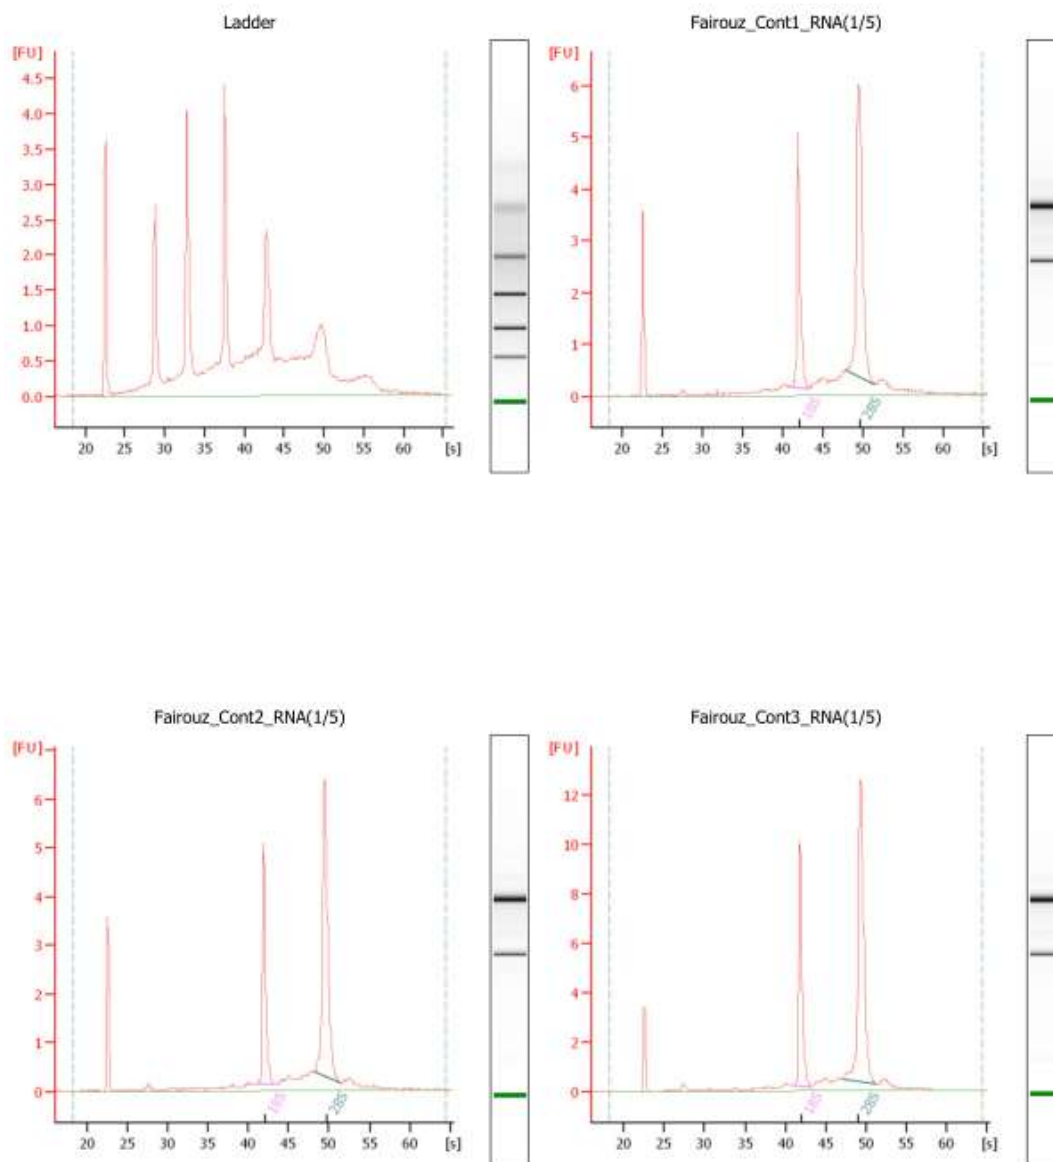 Ladder
[FU]
4.5
4.0
3.5
3.0
2.5
2.0
1.5
1.0
0.5
0.0
20 25 30 35 40 45 50 55 60 [s]
Fairouz_Cont1_RNA(1/5)
[FU]
6
5
4
3
2
1
0
18S 28S
20 25 30 35 40 45 50 55 60 [s]
Fairouz_Cont2_RNA(1/5)
[FU]
6
5
4
3
2
1
0
18S 28S
20 25 30 35 40 45 50 55 60 [s]
Fairouz_Cont3_RNA(1/5)
[FU]
12
10
8
6
4
2
0
18S 28S
20 25 30 35 40 45 50 55 60 [s]